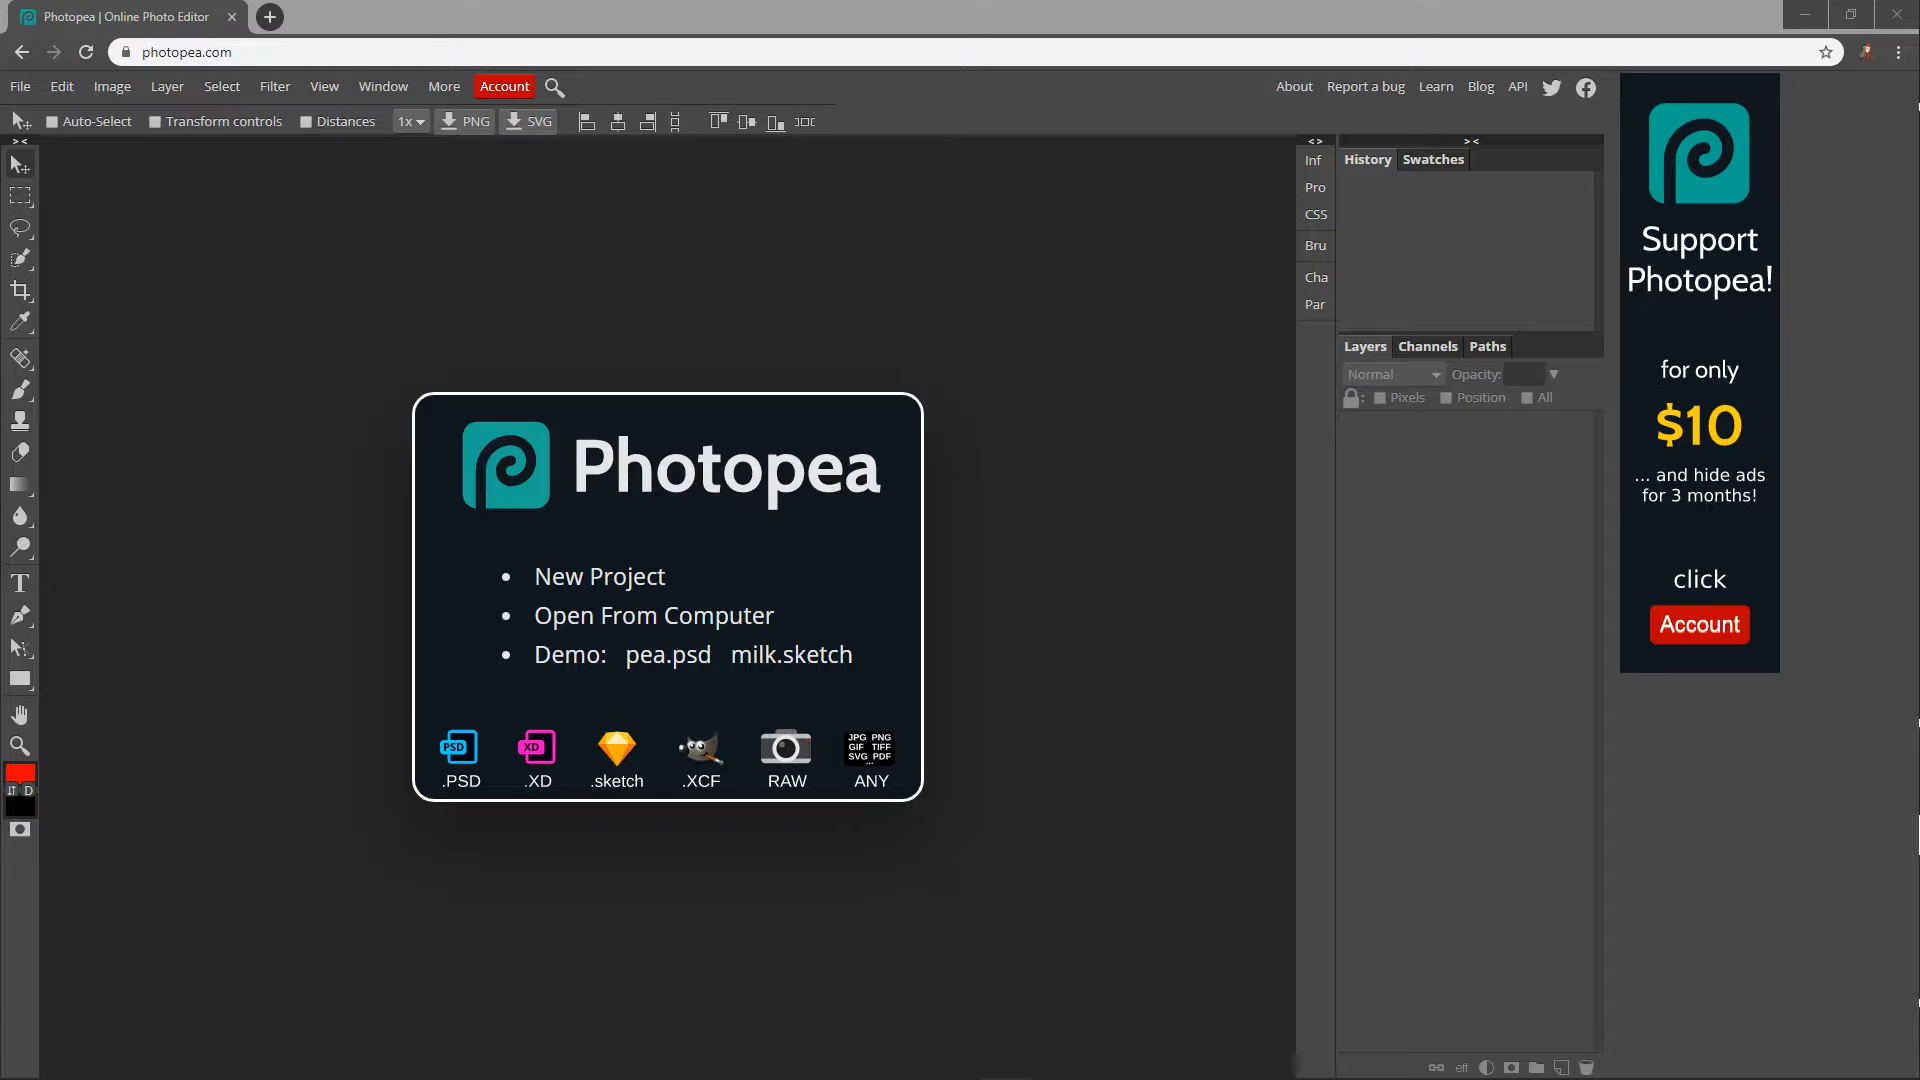 Photopea | Online Photo Editor
photopea.com
File Edit Image Layer Select Filter View Window More Account
About Report a bug Learn Blog API
Auto-Select Transform controls Distances 1x PNG SVG
> <
< >
> <
Inf
Pro
CSS
Bru
Cha
Par
History Swatches
Layers Channels Paths
Normal Opacity:
: Pixels Position All
Photopea
New Project
Open From Computer
Demo: pea.psd milk.sketch
PSD XD JPG PNG
GIF TIFF
SVG PDF
...
.PSD .XD .sketch .XCF RAW ANY
T
D
eff
Support
Photopea!
for only
$10
... and hide ads
for 3 months!
click
Account